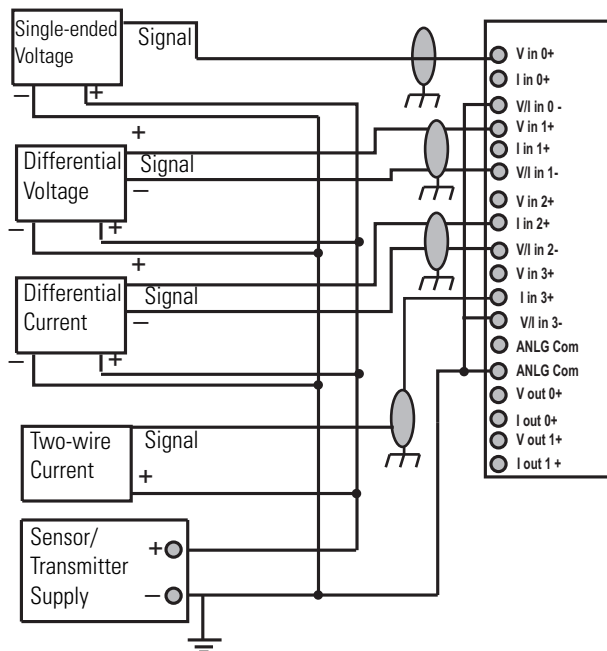 Single-ended
Voltage
Signal
−
+
+
Differential
Voltage
Signal
−
−
+
+
Differential
Current
Signal
−
−
+
Two-wire
Current
Signal
+
Sensor/
Transmitter
Supply
+
−
V in 0+
I in 0+
V/I in 0 -
V in 1+
I in 1+
V/I in 1-
V in 2+
I in 2+
V/I in 2-
V in 3+
I in 3+
V/I in 3-
ANLG Com
ANLG Com
V out 0+
I out 0+
V out 1+
I out 1 +